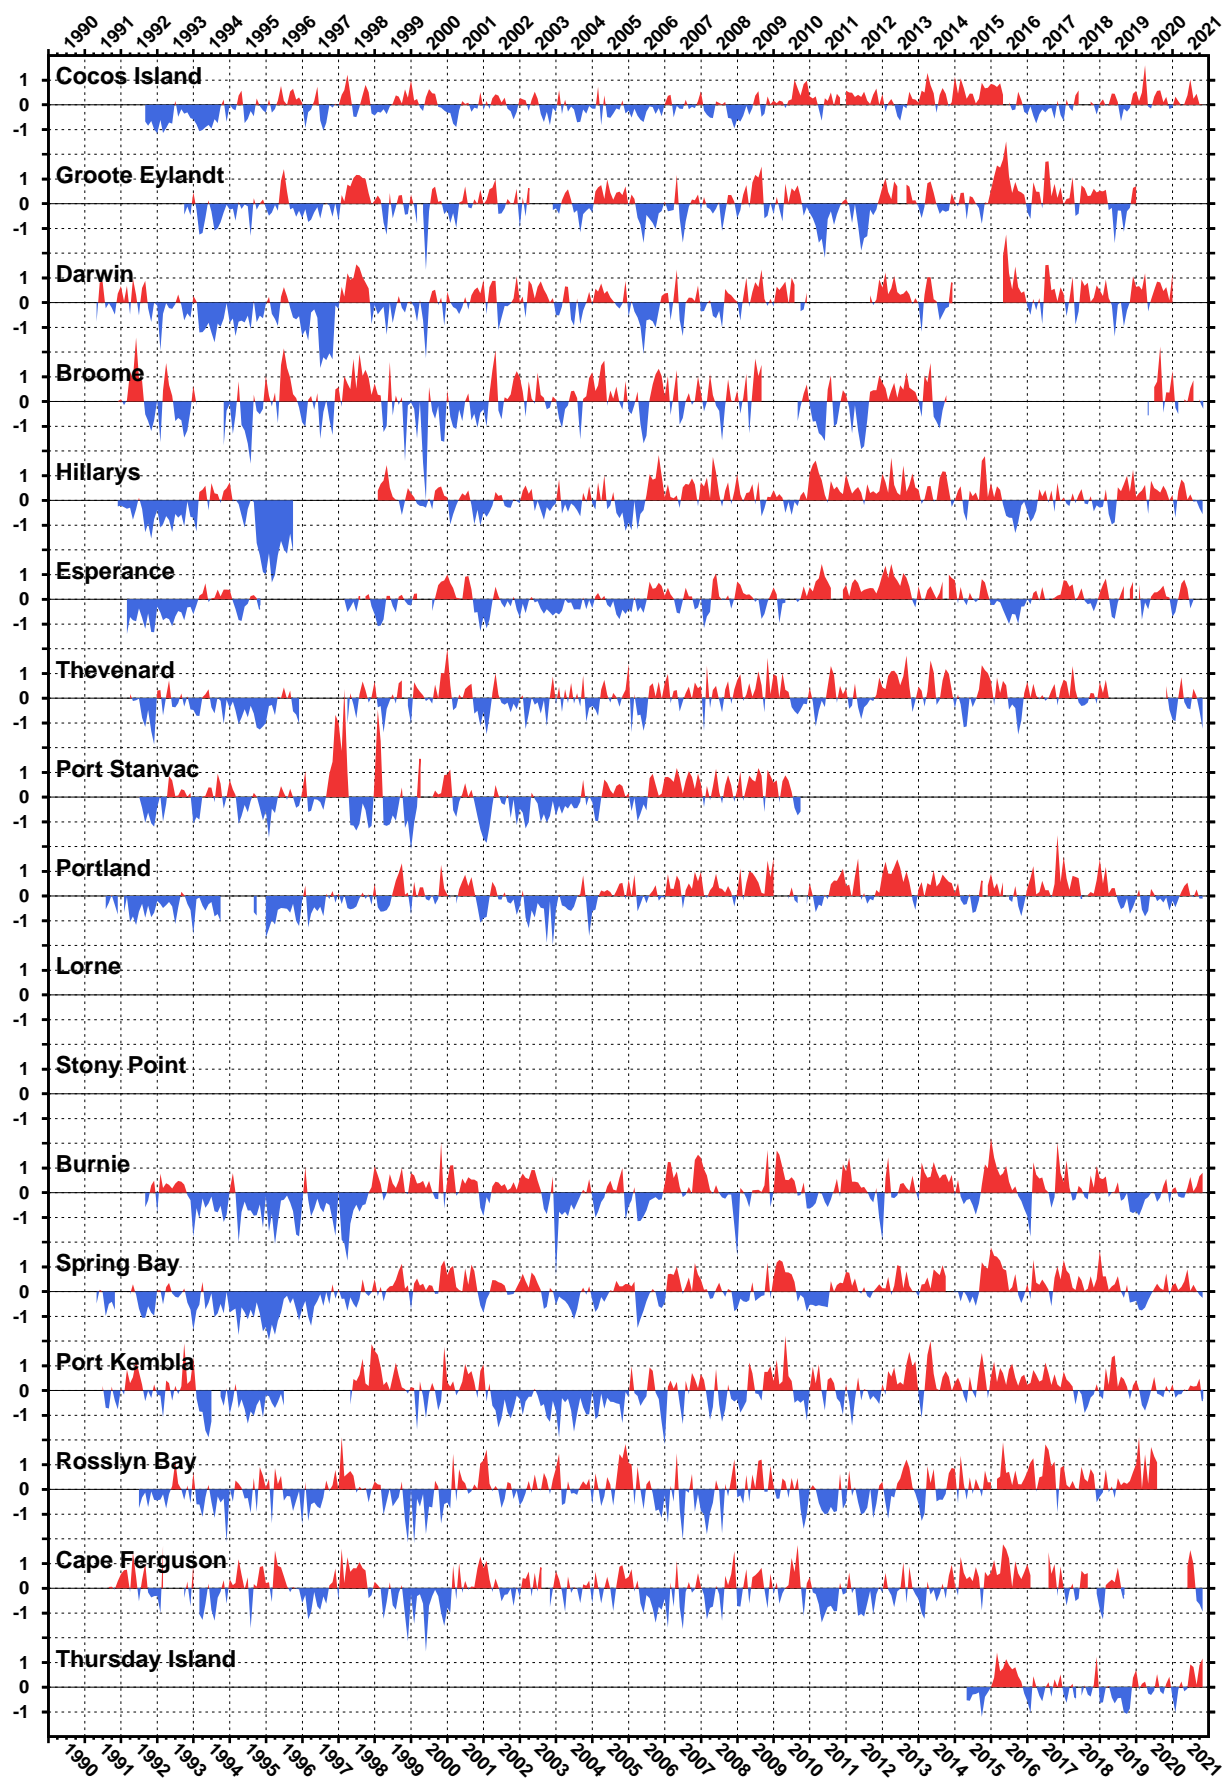 1990 1991 1992 1993 1994 1995 1996 1997 1998 1999 2000 2001 2002 2003 2004 2005 2006 2007 2008 2009 2010 2011 2012 2013 2014 2015 2016 2017 2018 2019 2020 2021
1 Cocos Island
0
-1
1 Groote Eylandt
0
-1
1 Darwin
0
-1
1 Broome
0
-1
1 Hillarys
0
-1
1 Esperance
0
-1
1 Thevenard
0
-1
1 Port Stanvac
0
-1
1 Portland
0
-1
1 Lorne
0
-1
1 Stony Point
0
-1
1 Burnie
0
-1
1 Spring Bay
0
-1
1 Port Kembla
0
-1
1 Rosslyn Bay
0
-1
1 Cape Ferguson
0
-1
1 Thursday Island
0
-1
1990 1991 1992 1993 1994 1995 1996 1997 1998 1999 2000 2001 2002 2003 2004 2005 2006 2007 2008 2009 2010 2011 2012 2013 2014 2015 2016 2017 2018 2019 2020 2021